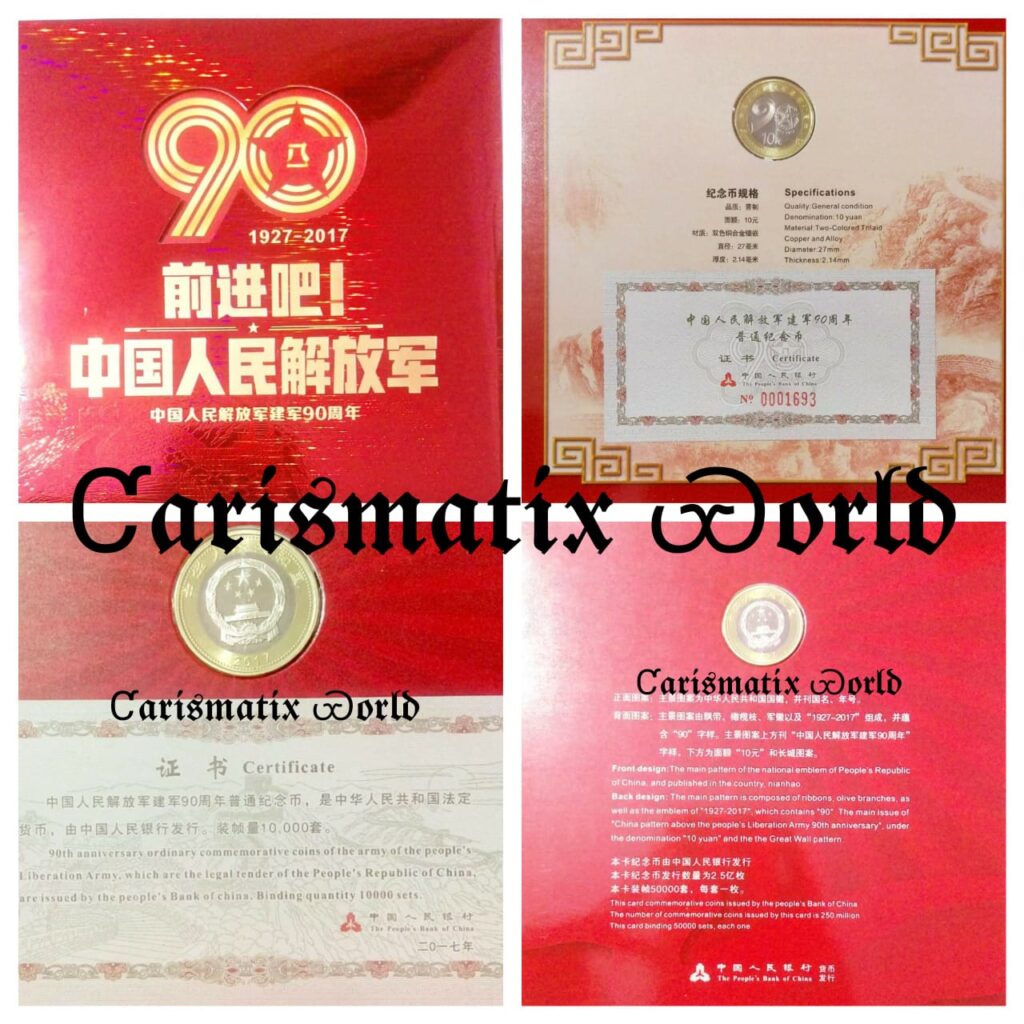 90
1927-2017
前进吧！
中国人民解放军
中国人民解放军建军90周年
90
10元
纪念币规格
品质：普制
面额：10元
材质：双色铜合金镶嵌
直径：27毫米
厚度：2.14毫米
Specifications
Quality:General condition
Denomination:10 yuan
Material:Two-Colored Trifaid
Copper and Alloy
Diameter:27mm
Thickness:2.14mm
中国人民解放军建军90周年
普通纪念币
证书 Certificate
中国人民银行
The People's Bank of China
Nº 0001693
Carismatix World
2017
Carismatix World
证书 Certificate
中国人民解放军建军90周年普通纪念币，是中华人民共和国法定
货币，由中国人民银行发行。装帧量10,000套。
90th anniversary ordinary commemorative coins of the army of the people's
Liberation Army, which are the legal tender of the People's Republic of China,
are issued by the people's Bank of china. Binding quantity 10000 sets.
中国人民银行
The People's Bank of China
二〇一七年
Carismatix World
正面图案：主景图案为中华人民共和国国徽，并刊国名、年号。
背面图案：主景图案由飘带、橄榄枝、军徽以及“1927-2017”组成，并蕴
含“90”字样。主景图案上方刊“中国人民解放军建军90周年”
字样，下方为面额“10元”和长城图案。
Front design:The main pattern of the national emblem of People's Republic
of China, and published in the country, nianhao
Back design: The main pattern is composed of ribbons, olive branches, as
well as the emblem of "1927-2017", which contains "90" The main issue of
"China pattern above the people's Liberation Army 90th anniversary", under
the denomination "10 yuan" and the the Great Wall pattern
本卡纪念币由中国人民银行发行
本卡纪念币发行数量为2.5亿枚
本卡装帧50000套，每套一枚。
This card commemorative coins issued by the people's Bank of China
The number of commemorative coins issued by this card is 250 million
This card binding 50000 sets, each one
中国人民银行 货币
The People's Bank of China 发行